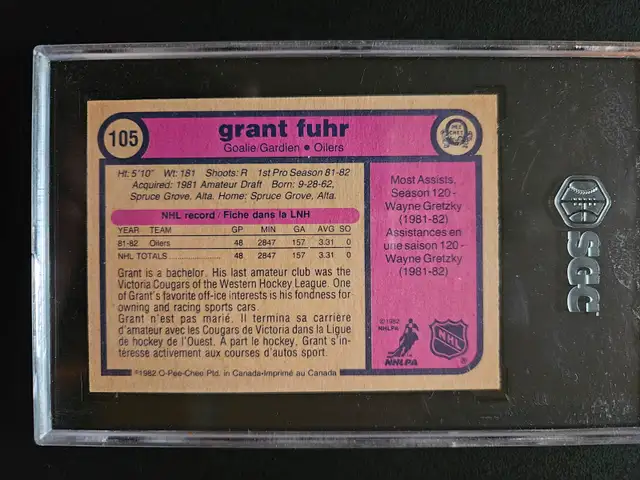 105
grant fuhr
Goalie/Gardien • Oilers
O-PEE-CHEE
Ht: 5'10" Wt: 181 Shoots: R 1st Pro Season 81-82
Acquired: 1981 Amateur Draft Born: 9-28-62,
Spruce Grove, Alta. Home: Spruce Grove, Alta.
NHL record / Fiche dans la LNH
YEAR TEAM GP MIN GA AVG SO
81-82 Oilers 48 2847 157 3.31 0
NHL TOTALS 48 2847 157 3.31 0
Grant is a bachelor. His last amateur club was the
Victoria Cougars of the Western Hockey League. One
of Grant's favorite off-ice interests is his fondness for
owning and racing sports cars.
Grant n'est pas marié. Il termina sa carrière
d'amateur avec les Cougars de Victoria dans la Ligue
de hockey de l'Ouest. À part le hockey, Grant s'in-
téresse activement aux courses d'autos sport.
©1982 O-Pee-Chee Ptd. in Canada-Imprimé au Canada
Most Assists,
Season 120 -
Wayne Gretzky
(1981-82)
Assistances en
une saison 120 -
Wayne Gretzky
(1981-82)
©1982
NHLPA
NHLPA
NHL
®
SGC